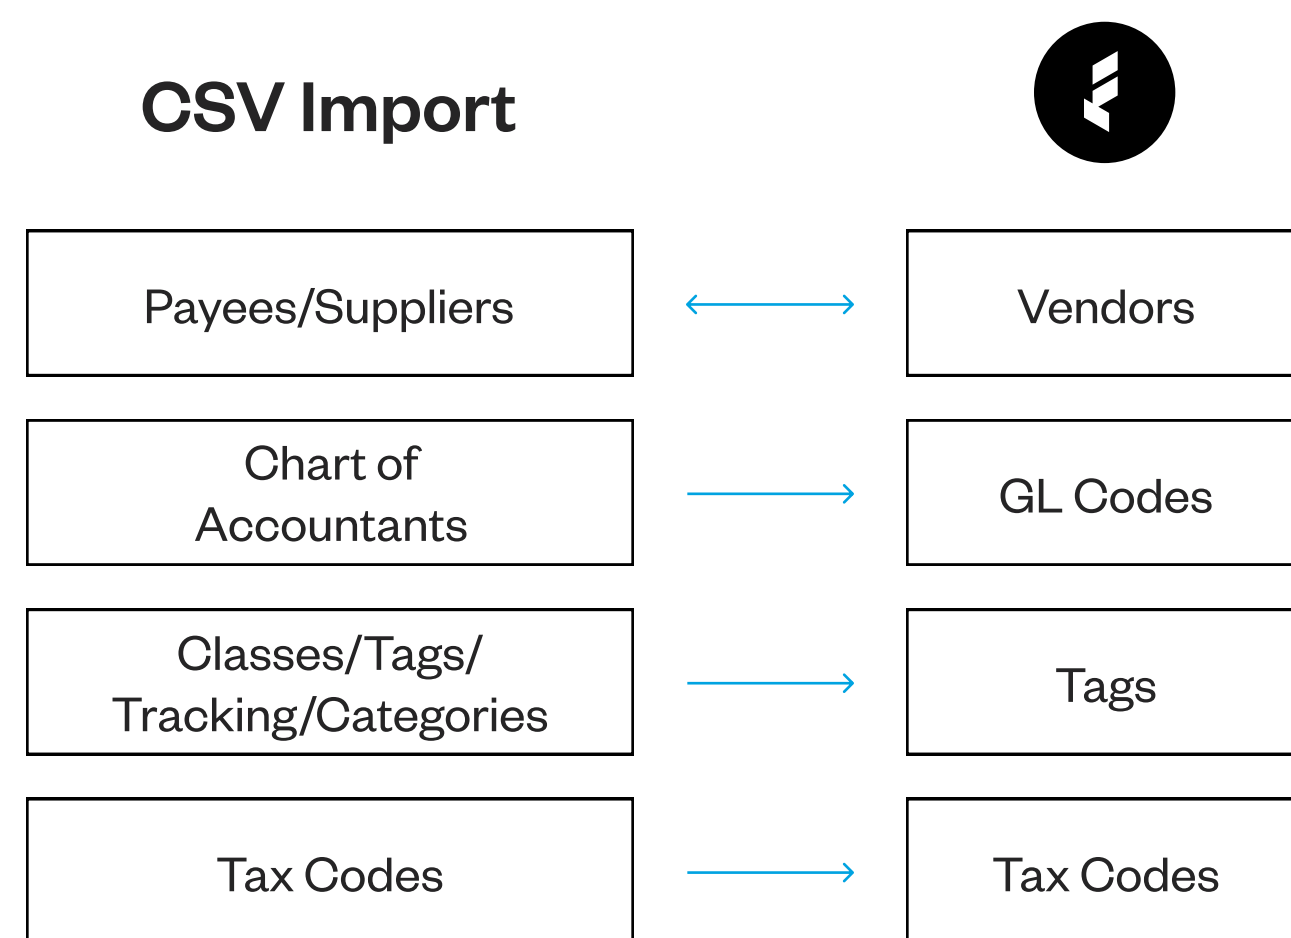 CSV Import
Payees/Suppliers
Vendors
Chart of
Accountants
GL Codes
Classes/Tags/
Tracking/Categories
Tags
Tax Codes
Tax Codes